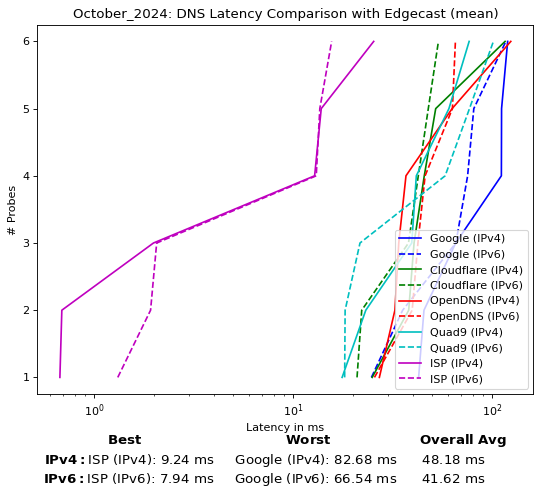 October_2024: DNS Latency Comparison with Edgecast (mean)
6
5
4
3
2
1
# Probes
Google (IPv4)
Google (IPv6)
Cloudflare (IPv4)
Cloudflare (IPv6)
OpenDNS (IPv4)
OpenDNS (IPv6)
Quad9 (IPv4)
Quad9 (IPv6)
ISP (IPv4)
ISP (IPv6)
10⁰ 10¹ 10²
Latency in ms
Best Worst Overall Avg
IPv4: ISP (IPv4): 9.24 ms Google (IPv4): 82.68 ms 48.18 ms
IPv6: ISP (IPv6): 7.94 ms Google (IPv6): 66.54 ms 41.62 ms